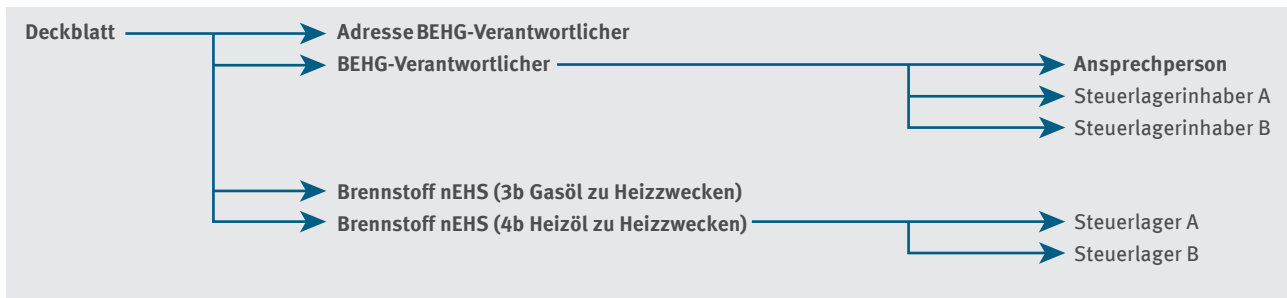 Deckblatt
Adresse BEHG-Verantwortlicher
BEHG-Verantwortlicher
Ansprechperson
Steuerlagerinhaber A
Steuerlagerinhaber B
Brennstoff nEHS (3b Gasöl zu Heizzwecken)
Brennstoff nEHS (4b Heizöl zu Heizzwecken)
Steuerlager A
Steuerlager B